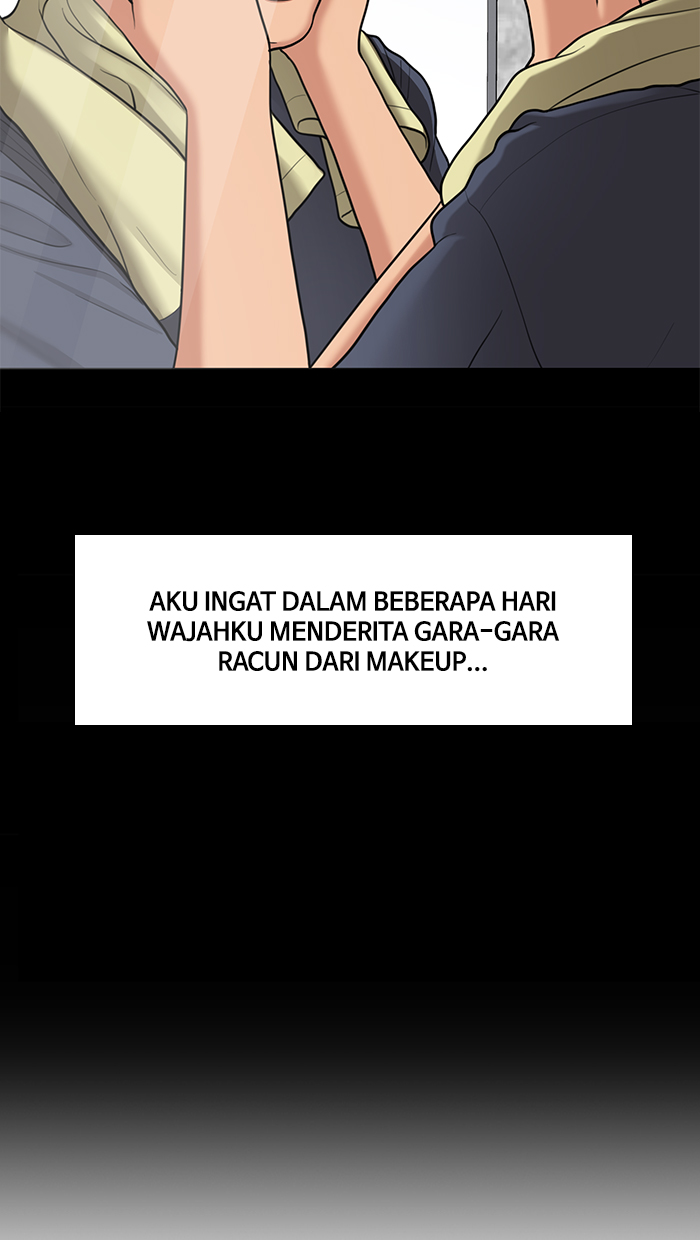 AKU INGAT DALAM BEBERAPA HARI
WAJAHKU MENDERITA GARA-GARA
RACUN DARI MAKEUP...